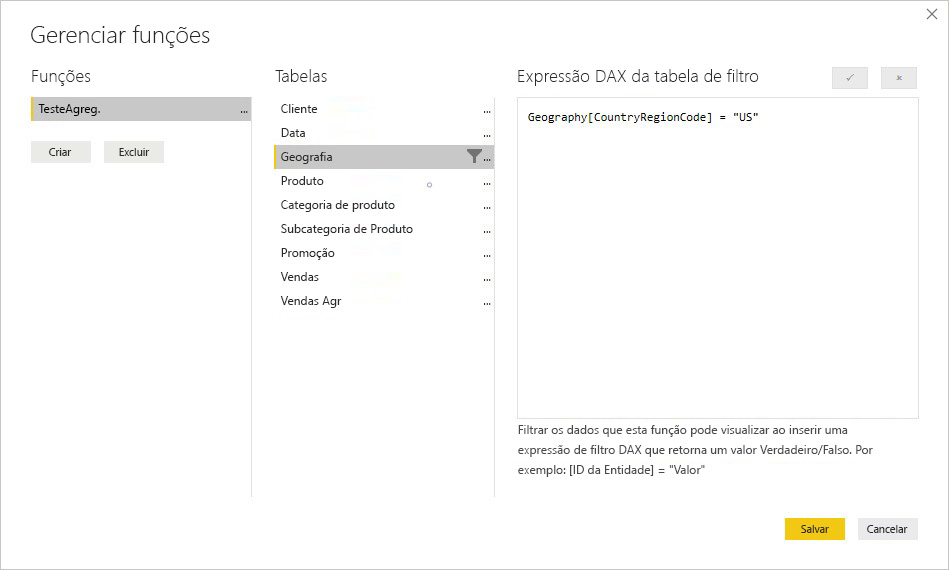 Gerenciar funções
Funções
TesteAgreg.
...
Criar
Excluir
Tabelas
Cliente
...
Data
...
Geografia
...
Produto
...
Categoria de produto
...
Subcategoria de Produto
...
Promoção
...
Vendas
...
Vendas Agr
...
Expressão DAX da tabela de filtro
Geography[CountryRegionCode] = "US"
Filtrar os dados que esta função pode visualizar ao inserir uma
expressão de filtro DAX que retorna um valor Verdadeiro/Falso. Por
exemplo: [ID da Entidade] = "Valor"
Salvar
Cancelar